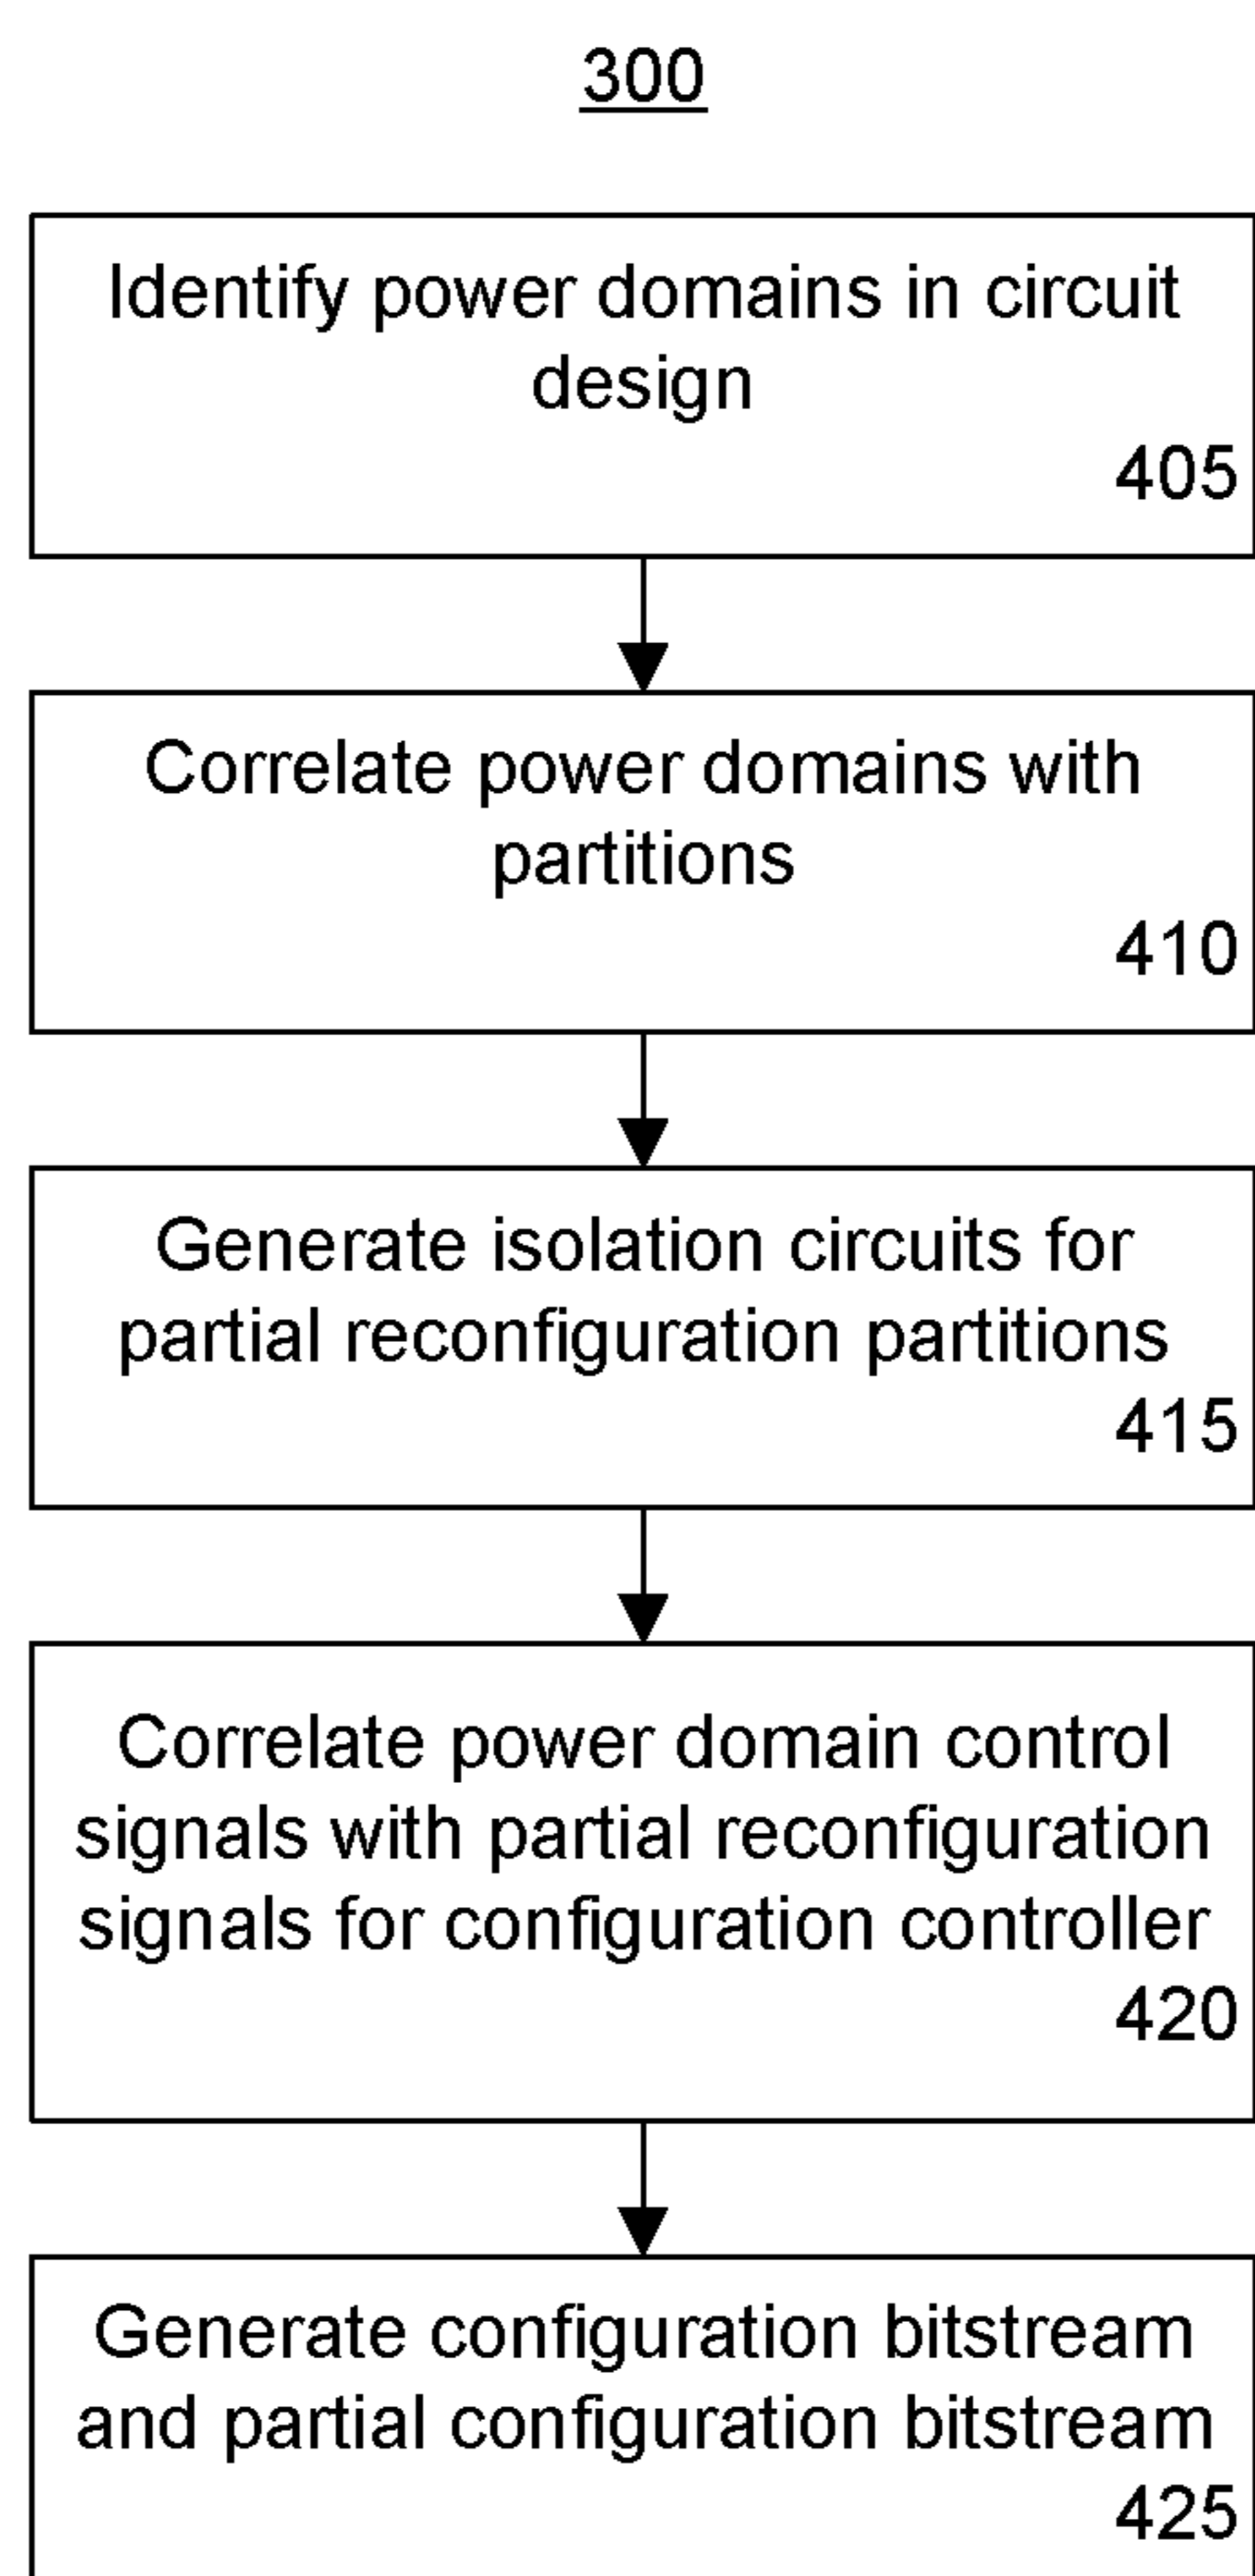 300
Identify power domains in circuit
design
405
Correlate power domains with
partitions
410
Generate isolation circuits for
partial reconfiguration partitions
415
Correlate power domain control
signals with partial reconfiguration
signals for configuration controller
420
Generate configuration bitstream
and partial configuration bitstream
425